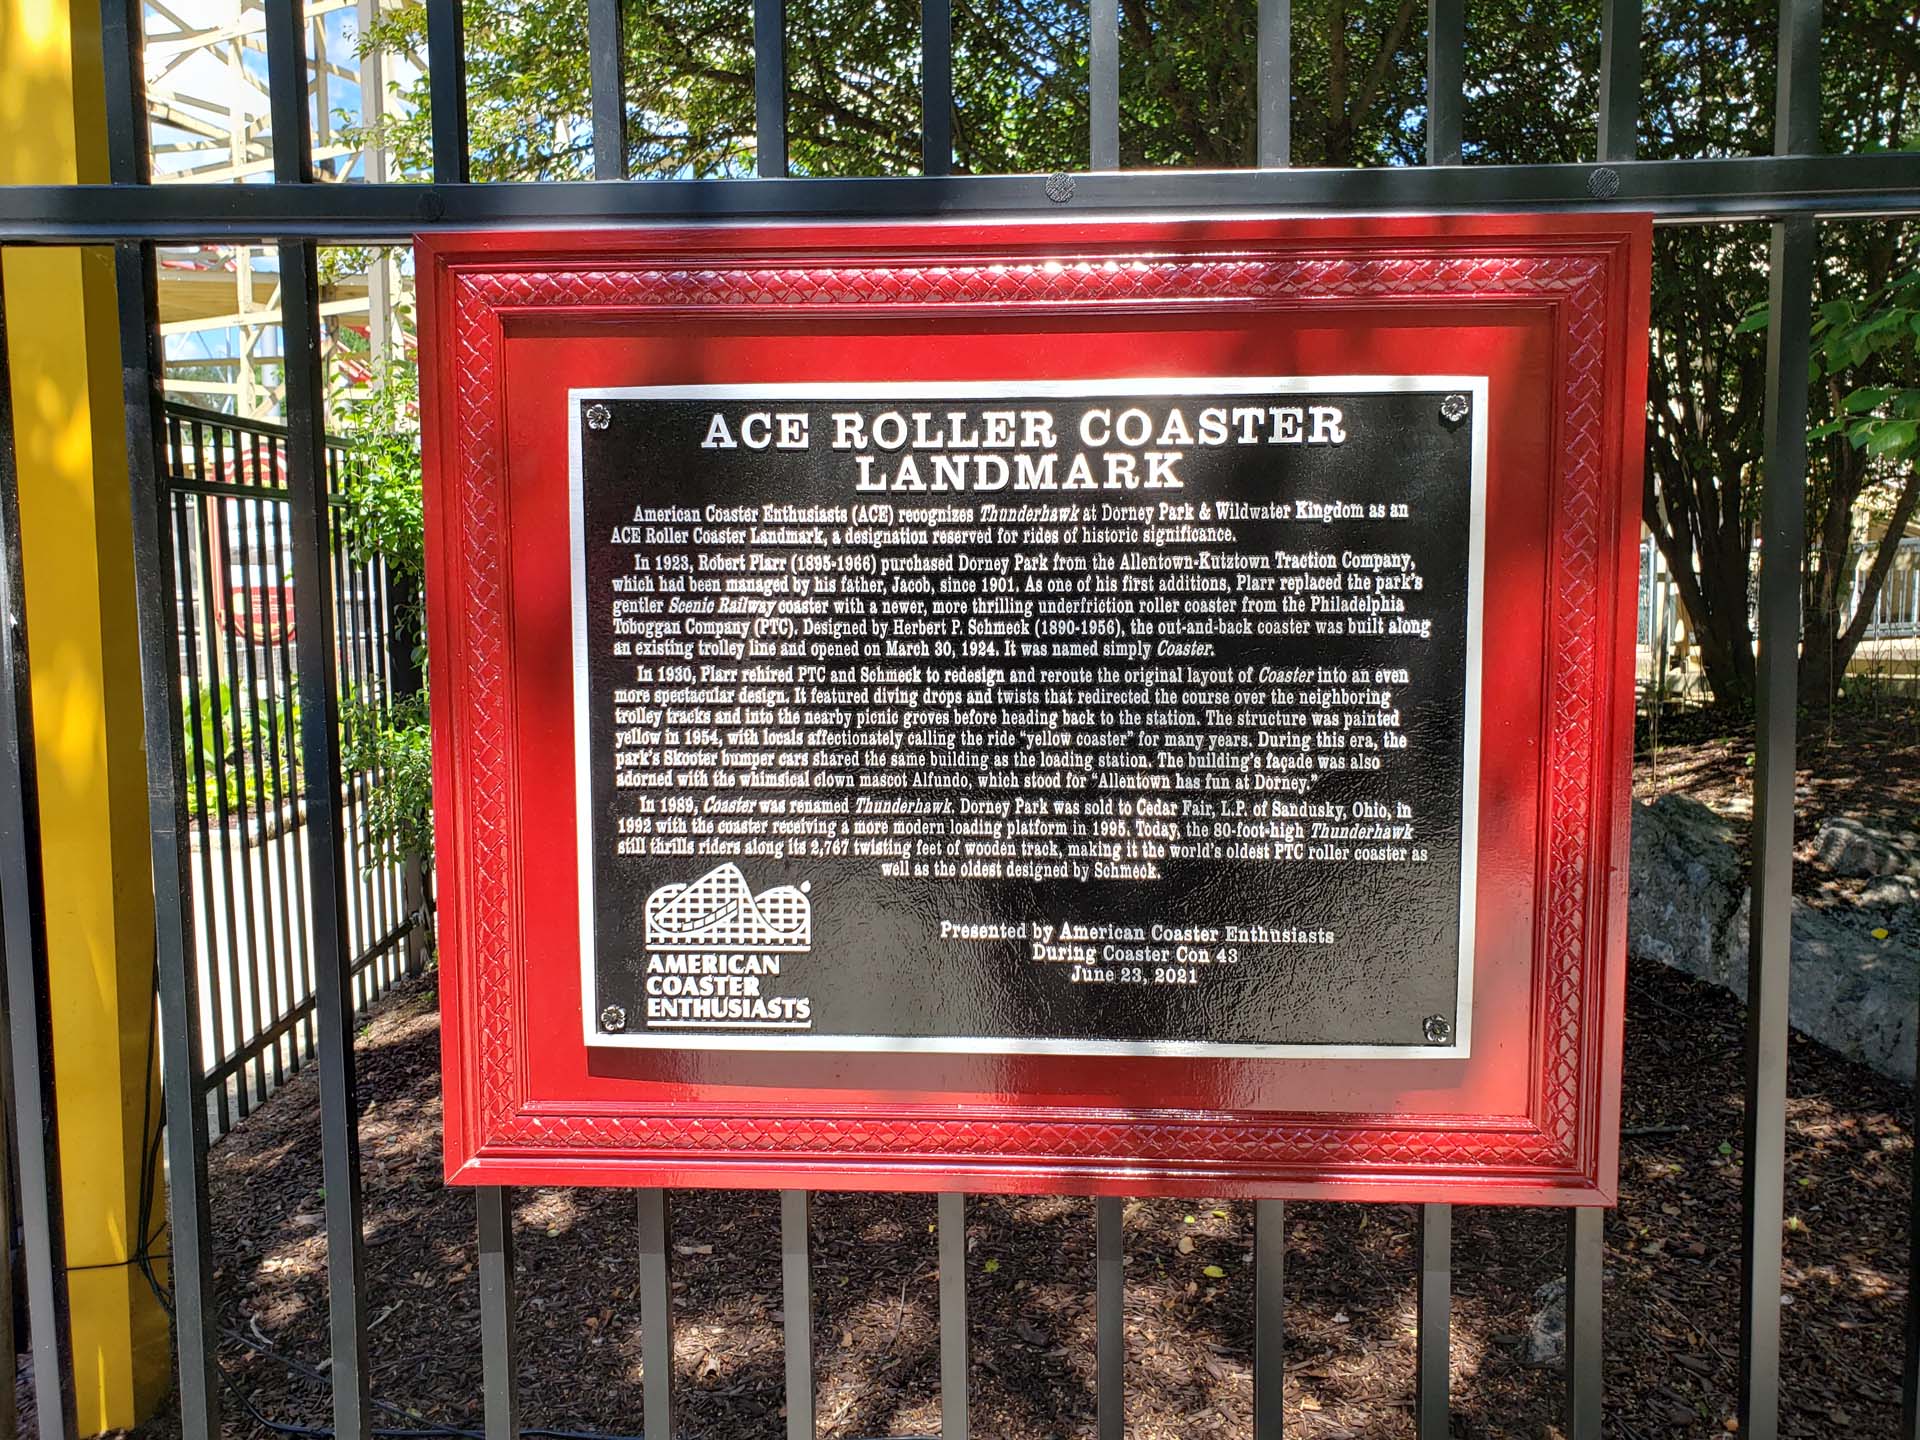 ACE ROLLER COASTER
LANDMARK
American Coaster Enthusiasts (ACE) recognizes Thunderhawk at Dorney Park & Wildwater Kingdom as an
ACE Roller Coaster Landmark, a designation reserved for rides of historic significance.
In 1923, Robert Plarr (1895-1966) purchased Dorney Park from the Allentown-Kutztown Traction Company,
which had been managed by his father, Jacob, since 1901. As one of his first additions, Plarr replaced the park's
gentler Scenic Railway coaster with a newer, more thrilling underfriction roller coaster from the Philadelphia
Toboggan Company (PTC). Designed by Herbert P. Schmeck (1890-1956), the out-and-back coaster was built along
an existing trolley line and opened on March 30, 1924. It was named simply Coaster.
In 1930, Plarr rehired PTC and Schmeck to redesign and reroute the original layout of Coaster into an even
more spectacular design. It featured diving drops and twists that redirected the course over the neighboring
trolley tracks and into the nearby picnic groves before heading back to the station. The structure was painted
yellow in 1954, with locals affectionately calling the ride "yellow coaster" for many years. During this era, the
park's Skooter bumper cars shared the same building as the loading station. The building's façade was also
adorned with the whimsical clown mascot Alfundo, which stood for "Allentown has fun at Dorney."
In 1989, Coaster was renamed Thunderhawk. Dorney Park was sold to Cedar Fair, L.P. of Sandusky, Ohio, in
1992 with the coaster receiving a more modern loading platform in 1995. Today, the 80-foot-high Thunderhawk
still thrills riders along its 2,767 twisting feet of wooden track, making it the world's oldest PTC roller coaster as
well as the oldest designed by Schmeck.
Presented by American Coaster Enthusiasts
During Coaster Con 43
June 23, 2021
AMERICAN
COASTER
ENTHUSIASTS